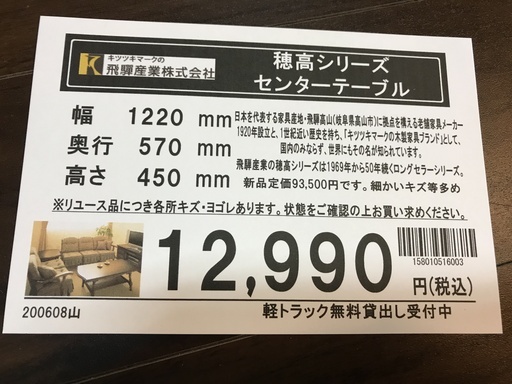 キツツキマークの
飛騨産業株式会社
穂高シリーズ
センターテーブル
幅 1220 mm
奥行 570 mm
高さ 450 mm
日本を代表する家具産地・飛騨高山(岐阜県高山市)に拠点を構える老舗家具メーカー
1920年設立と、1世紀近い歴史を持ち、「キツツキマークの木製家具ブランド」として、
国内のみならず、世界にもその名が知られています。
飛騨産業の穂高シリーズは1969年から50年続くロングセラーシリーズ。
新品定価93,500円です。細かいキズ等多め
※リユース品につき各所キズ・ヨゴレあります。状態をご確認の上お買い求めください。
12,990 円(税込)
158010516003
200608山
軽トラック無料貸出し受付中